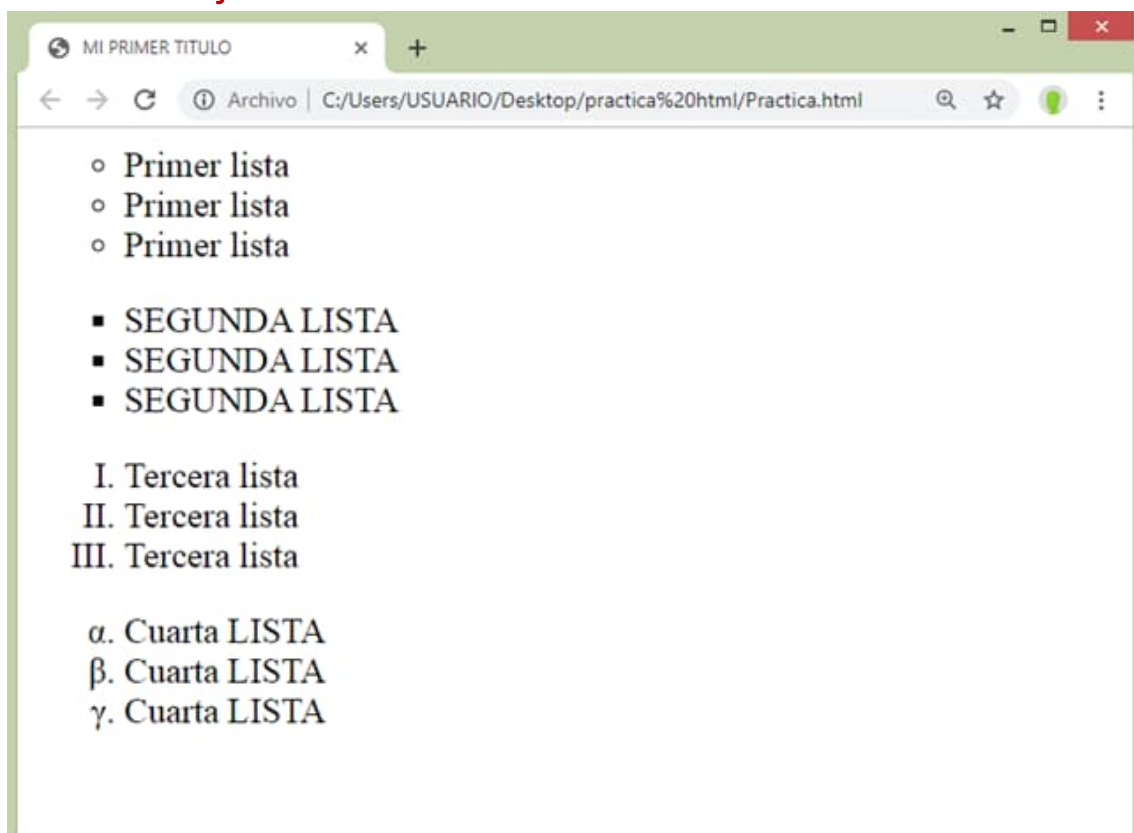 MI PRIMER TITULO
Archivo | C:/Users/USUARIO/Desktop/practica%20html/Practica.html
Primer lista
Primer lista
Primer lista
SEGUNDA LISTA
SEGUNDA LISTA
SEGUNDA LISTA
I. Tercera lista
II. Tercera lista
III. Tercera lista
α. Cuarta LISTA
β. Cuarta LISTA
γ. Cuarta LISTA